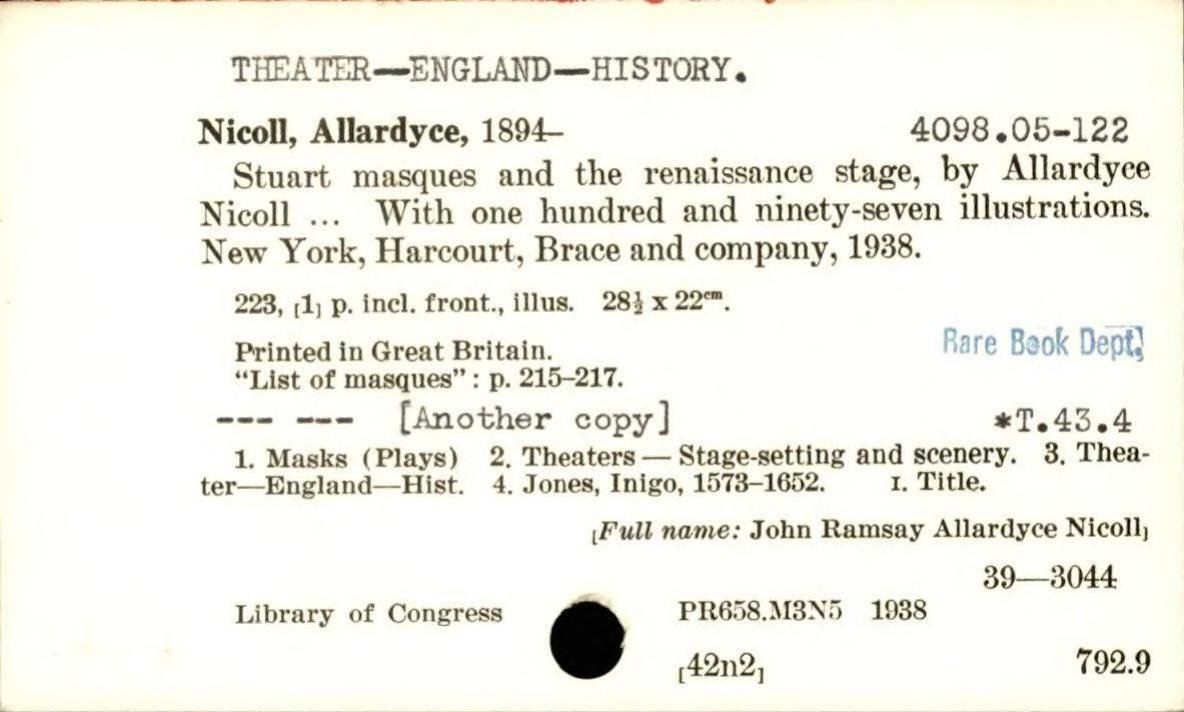 THEATER—ENGLAND—HISTORY.
Nicoll, Allardyce, 1894– 4098.05-122
Stuart masques and the renaissance stage, by Allardyce
Nicoll ... With one hundred and ninety-seven illustrations.
New York, Harcourt, Brace and company, 1938.
223, [1] p. incl. front., illus. 28½ x 22ᶜᵐ.
Rare Book Dept.
Printed in Great Britain.
"List of masques" : p. 215–217.
--- --- [Another copy] *T.43.4
1. Masks (Plays) 2. Theaters — Stage-setting and scenery. 3. Thea-
ter—England—Hist. 4. Jones, Inigo, 1573–1652. I. Title.
[Full name: John Ramsay Allardyce Nicoll]
39—3044
Library of Congress PR658.M3N5 1938
[42n2] 792.9